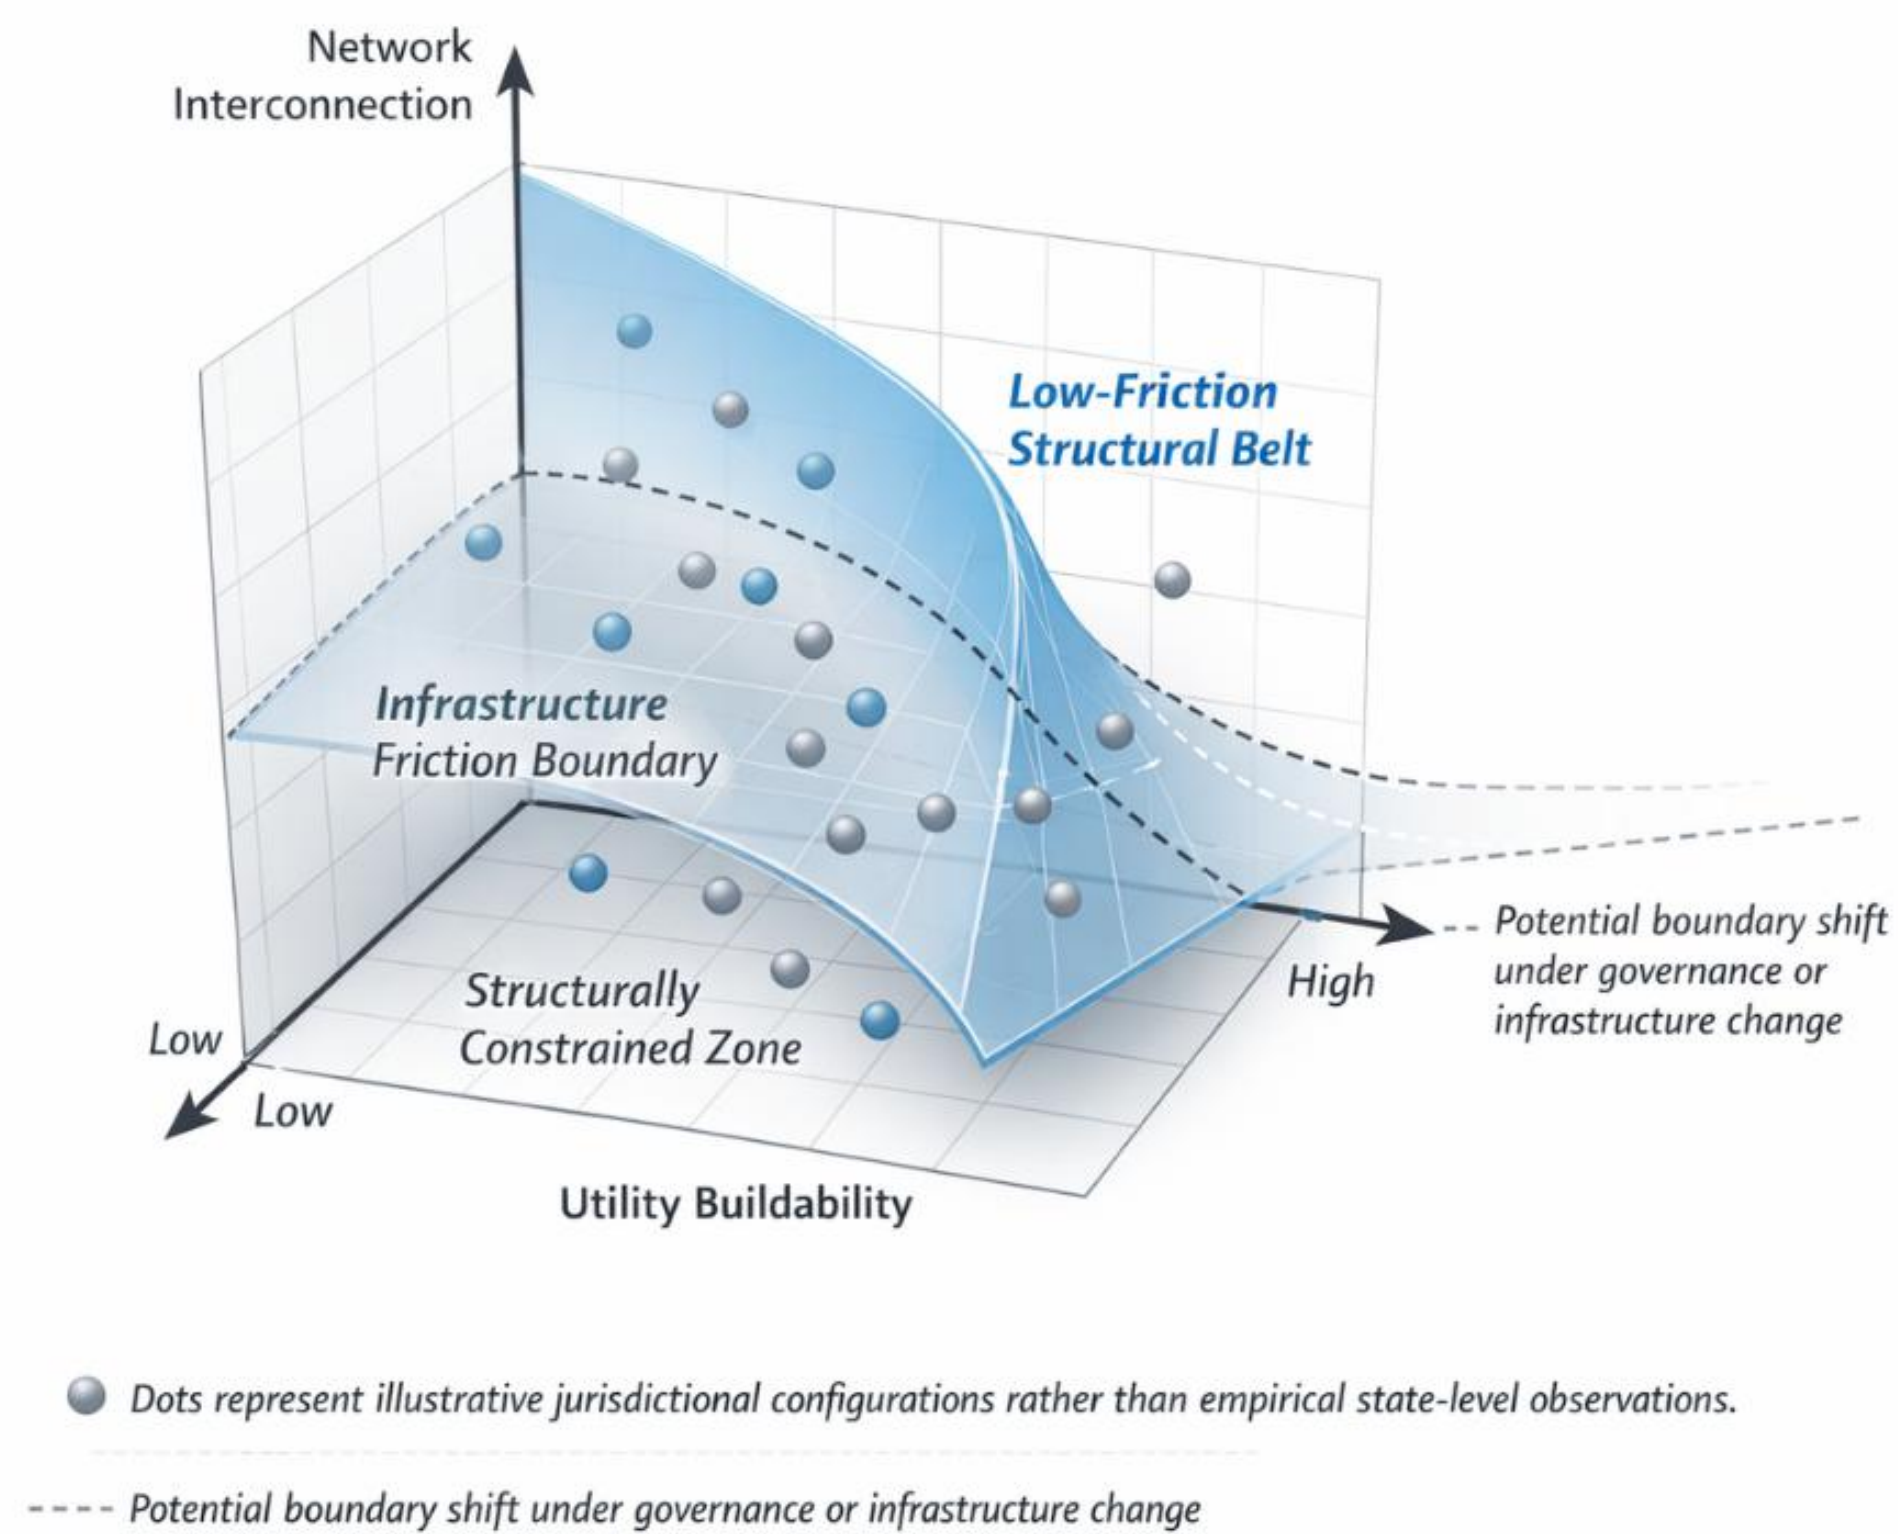 Network
Interconnection
Low-Friction
Structural Belt
Infrastructure
Friction Boundary
Structurally
Constrained Zone
Low
Low
High
Utility Buildability
-- Potential boundary shift
under governance or
infrastructure change
Dots represent illustrative jurisdictional configurations rather than empirical state-level observations.
---- Potential boundary shift under governance or infrastructure change